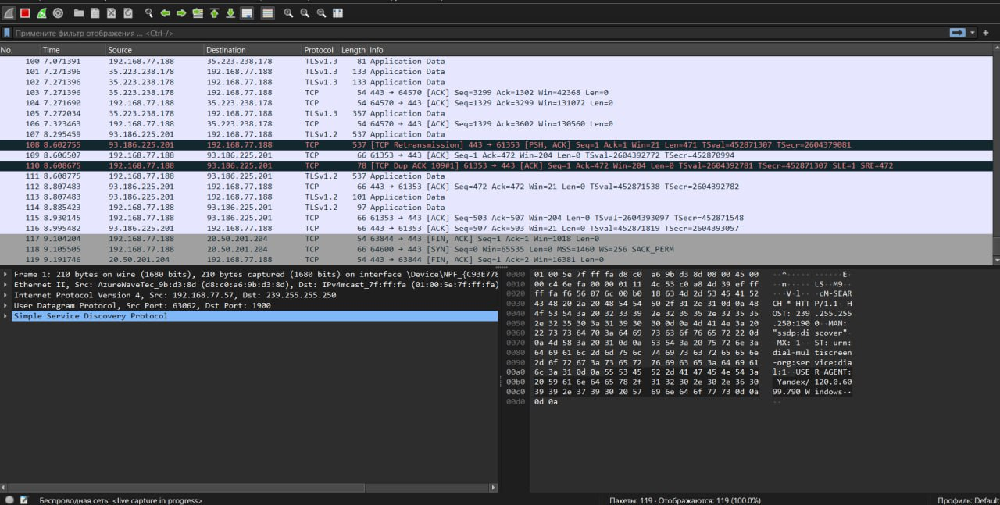 Примените фильтр отображения ... <Ctrl-/>
No. Time Source Destination Protocol Length Info
100 7.071391 192.168.77.188 35.223.238.178 TLSv1.3 81 Application Data
101 7.271396 35.223.238.178 192.168.77.188 TLSv1.3 133 Application Data
102 7.271396 35.223.238.178 192.168.77.188 TLSv1.3 133 Application Data
103 7.271396 35.223.238.178 192.168.77.188 TCP 54 443 → 64570 [ACK] Seq=3299 Ack=1302 Win=42368 Len=0
104 7.271690 192.168.77.188 35.223.238.178 TCP 54 64570 → 443 [ACK] Seq=1329 Ack=3299 Win=131072 Len=0
105 7.272034 35.223.238.178 192.168.77.188 TLSv1.3 357 Application Data
106 7.323463 192.168.77.188 35.223.238.178 TCP 54 64570 → 443 [ACK] Seq=1329 Ack=3602 Win=130560 Len=0
107 8.295459 93.186.225.201 192.168.77.188 TLSv1.2 537 Application Data
108 8.602755 93.186.225.201 192.168.77.188 TCP 537 [TCP Retransmission] 443 → 61353 [PSH, ACK] Seq=1 Ack=1 Win=21 Len=471 TSval=452871307 TSecr=2604379081
109 8.606507 192.168.77.188 93.186.225.201 TCP 66 61353 → 443 [ACK] Seq=1 Ack=472 Win=204 Len=0 TSval=2604392772 TSecr=452870994
110 8.608675 192.168.77.188 93.186.225.201 TCP 78 [TCP Dup ACK 109#1] 61353 → 443 [ACK] Seq=1 Ack=472 Win=204 Len=0 TSval=2604392781 TSecr=452871307 SLE=1 SRE=472
111 8.608775 192.168.77.188 93.186.225.201 TLSv1.2 537 Application Data
112 8.807483 93.186.225.201 192.168.77.188 TCP 66 443 → 61353 [ACK] Seq=472 Ack=472 Win=21 Len=0 TSval=452871538 TSecr=2604392782
113 8.807483 93.186.225.201 192.168.77.188 TLSv1.2 101 Application Data
114 8.885423 192.168.77.188 93.186.225.201 TLSv1.2 97 Application Data
115 8.930145 192.168.77.188 93.186.225.201 TCP 66 61353 → 443 [ACK] Seq=503 Ack=507 Win=204 Len=0 TSval=2604393097 TSecr=452871548
116 8.995482 93.186.225.201 192.168.77.188 TCP 66 443 → 61353 [ACK] Seq=507 Ack=503 Win=21 Len=0 TSval=452871819 TSecr=2604393057
117 9.104204 192.168.77.188 20.50.201.204 TCP 54 63844 → 443 [FIN, ACK] Seq=1 Ack=1 Win=1018 Len=0
118 9.105505 192.168.77.188 20.50.201.204 TCP 66 64600 → 443 [SYN] Seq=0 Win=65535 Len=0 MSS=1460 WS=256 SACK_PERM
119 9.191746 20.50.201.204 192.168.77.188 TCP 54 443 → 63844 [FIN, ACK] Seq=1 Ack=2 Win=16381 Len=0
Frame 1: 210 bytes on wire (1680 bits), 210 bytes captured (1680 bits) on interface \Device\NPF_{C93E778
Ethernet II, Src: AzureWaveTec_9b:d3:8d (d8:c0:a6:9b:d3:8d), Dst: IPv4mcast_7f:ff:fa (01:00:5e:7f:ff:fa)
Internet Protocol Version 4, Src: 192.168.77.57, Dst: 239.255.255.250
User Datagram Protocol, Src Port: 63062, Dst Port: 1900
Simple Service Discovery Protocol
0000 01 00 5e 7f ff fa d8 c0 a6 9b d3 8d 08 00 45 00 ··^····· ······E·
0010 00 c4 6e fa 00 00 01 11 4c 53 c0 a8 4d 39 ef ff ··n····· LS··M9··
0020 ff fa f6 56 07 6c 00 b0 18 63 4d 2d 53 45 41 52 ···V·l·· ·cM-SEAR
0030 43 48 20 2a 20 48 54 54 50 2f 31 2e 31 0d 0a 48 CH * HTT P/1.1··H
0040 4f 53 54 3a 20 32 33 39 2e 32 35 35 2e 32 35 35 OST: 239 .255.255
0050 2e 32 35 30 3a 31 39 30 30 0d 0a 4d 41 4e 3a 20 .250:190 0··MAN:
0060 22 73 73 64 70 3a 64 69 73 63 6f 76 65 72 22 0d "ssdp:di scover"·
0070 0a 4d 58 3a 20 31 0d 0a 53 54 3a 20 75 72 6e 3a ·MX: 1·· ST: urn:
0080 64 69 61 6c 2d 6d 75 6c 74 69 73 63 72 65 65 6e dial-mul tiscreen
0090 2d 6f 72 67 3a 73 65 72 76 69 63 65 3a 64 69 61 -org:ser vice:dia
00a0 6c 3a 31 0d 0a 55 53 45 52 2d 41 47 45 4e 54 3a l:1··USE R-AGENT:
00b0 20 59 61 6e 64 65 78 2f 31 32 30 2e 30 2e 36 30 Yandex/ 120.0.60
00c0 39 39 2e 37 39 30 20 57 69 6e 64 6f 77 73 0d 0a 99.790 W indows··
00d0 0d 0a ··
Беспроводная сеть: <live capture in progress> Пакеты: 119 · Отображаются: 119 (100.0%) Профиль: Default